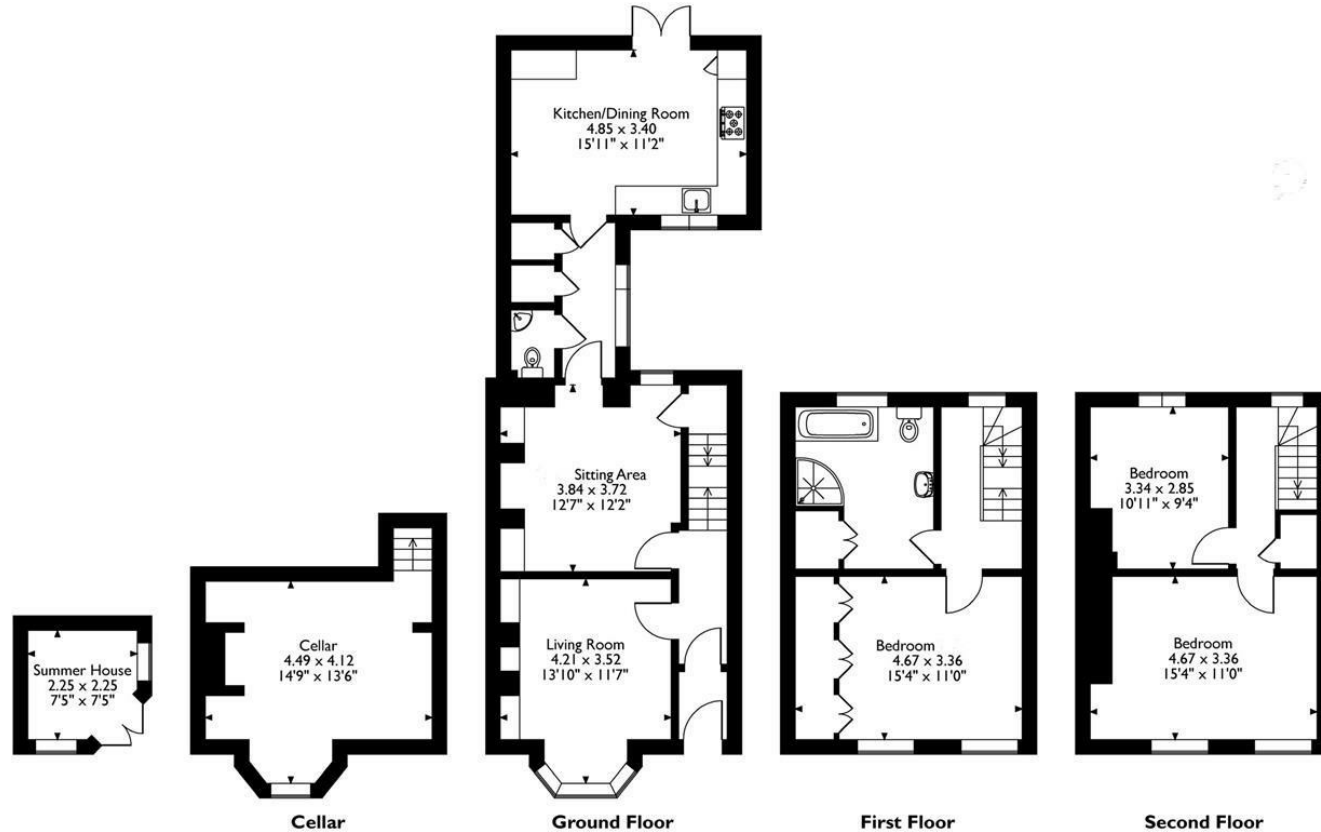 Kitchen/Dining Room
4.85 x 3.40
15'11" x 11'2"
Sitting Area
3.84 x 3.72
12'7" x 12'2"
Bedroom
3.34 x 2.85
10'11" x 9'4"
Summer House
2.25 x 2.25
7'5" x 7'5"
Cellar
4.49 x 4.12
14'9" x 13'6"
Living Room
4.21 x 3.52
13'10" x 11'7"
Bedroom
4.67 x 3.36
15'4" x 11'0"
Bedroom
4.67 x 3.36
15'4" x 11'0"
Cellar
Ground Floor
First Floor
Second Floor